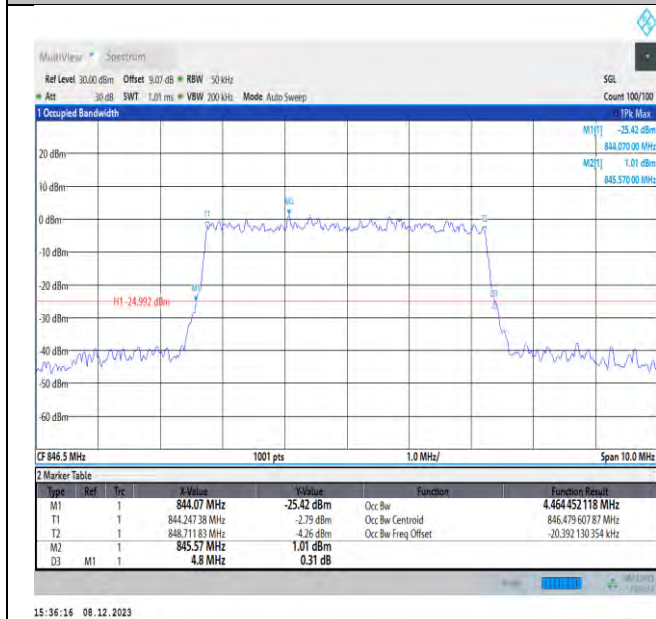 MultiView Spectrum
Ref Level 30.00 dBm Offset 9.07 dB RBW 50 kHz SGL
Att 30 dB SWT 1.01 ms VBW 200 kHz Mode Auto Sweep Count 100/100
1 Occupied Bandwidth 1Pk Max
M1[1] -25.42 dBm
844.070 00 MHz
M2[1] 1.01 dBm
845.570 00 MHz
20 dBm
10 dBm
M2
T1 T2
0 dBm
-10 dBm
-20 dBm
M1 D3
H1 -24.992 dBm
-30 dBm
-40 dBm
-50 dBm
-60 dBm
CF 846.5 MHz 1001 pts 1.0 MHz/ Span 10.0 MHz
2 Marker Table
Type Ref Trc X-Value Y-Value Function Function Result
M1 1 844.07 MHz -25.42 dBm Occ Bw 4.464 452 118 MHz
T1 1 844.247 38 MHz -2.79 dBm Occ Bw Centroid 846.479 607 87 MHz
T2 1 848.711 83 MHz -4.26 dBm Occ Bw Freq Offset -20.392 130 354 kHz
M2 1 845.57 MHz 1.01 dBm
D3 M1 1 4.8 MHz 0.31 dB
15:36:16 08.12.2023